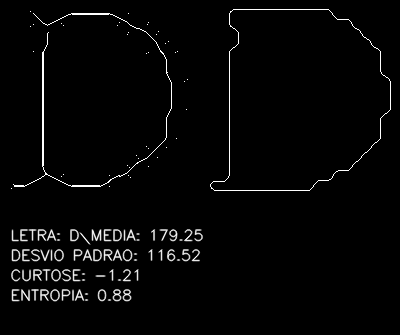 LETRA: D\MEDIA: 179.25
DESVIO PADRAO: 116.52
CURTOSE: -1.21
ENTROPIA: 0.88